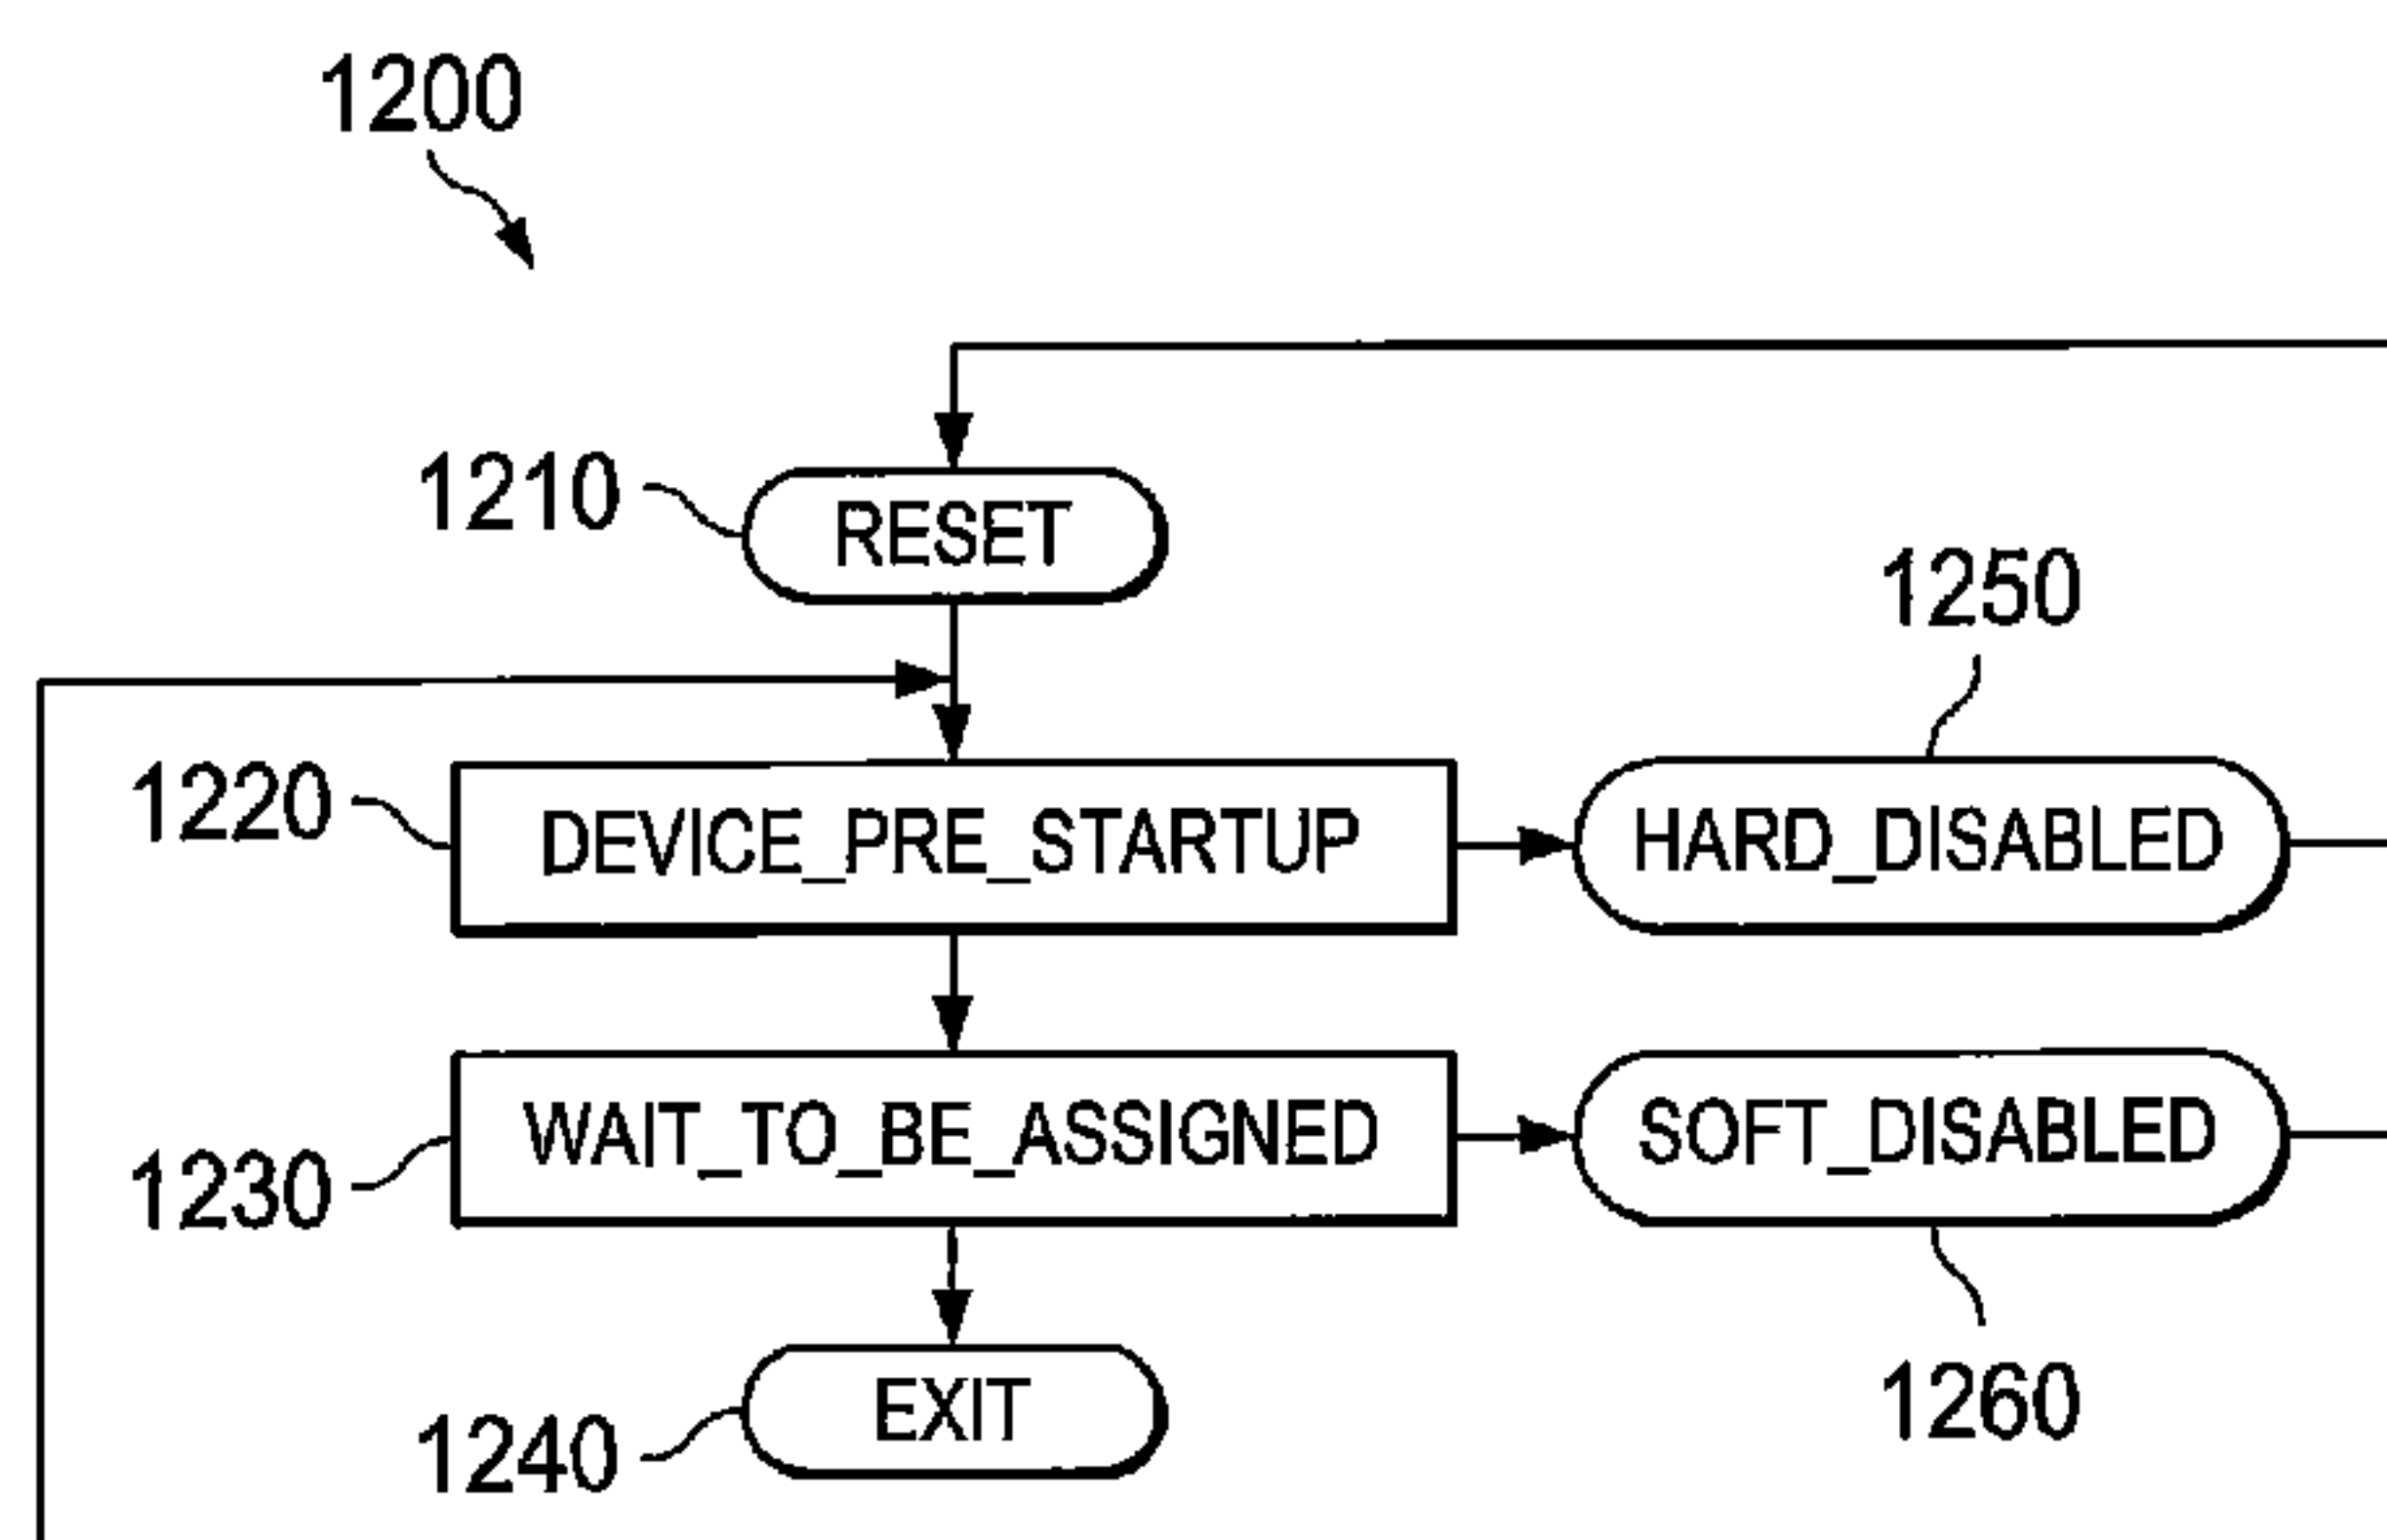 1200
1210
RESET
1250
1220
DEVICE_PRE_STARTUP
HARD_DISABLED
1230
WAIT_TO_BE_ASSIGNED
SOFT_DISABLED
1240
EXIT
1260